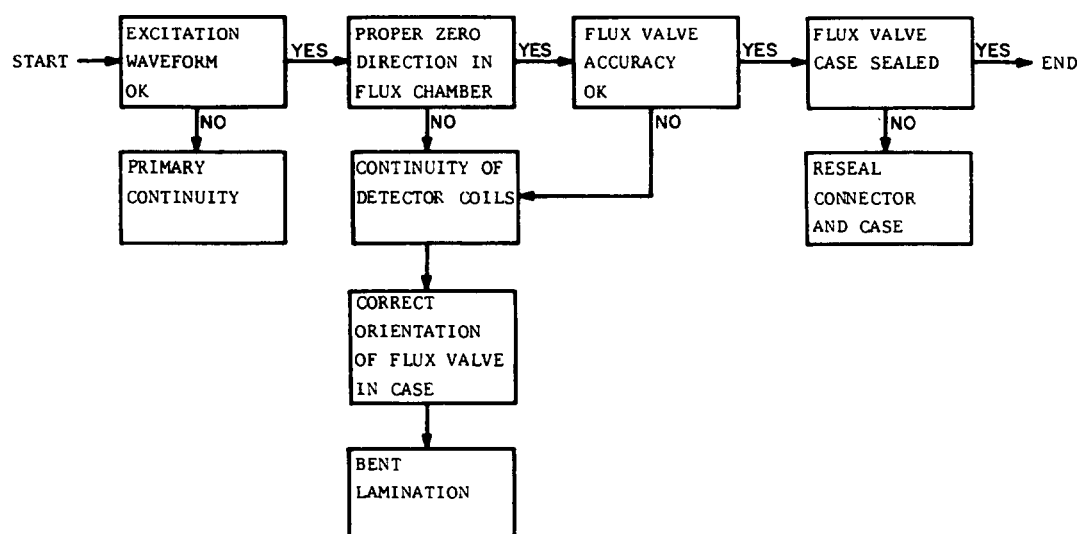 START
EXCITATION
WAVEFORM
OK
YES
PROPER ZERO
DIRECTION IN
FLUX CHAMBER
YES
FLUX VALVE
ACCURACY
OK
YES
FLUX VALVE
CASE SEALED
YES
END
NO
NO
NO
NO
PRIMARY
CONTINUITY
CONTINUITY OF
DETECTOR COILS
RESEAL
CONNECTOR
AND CASE
CORRECT
ORIENTATION
OF FLUX VALVE
IN CASE
BENT
LAMINATION